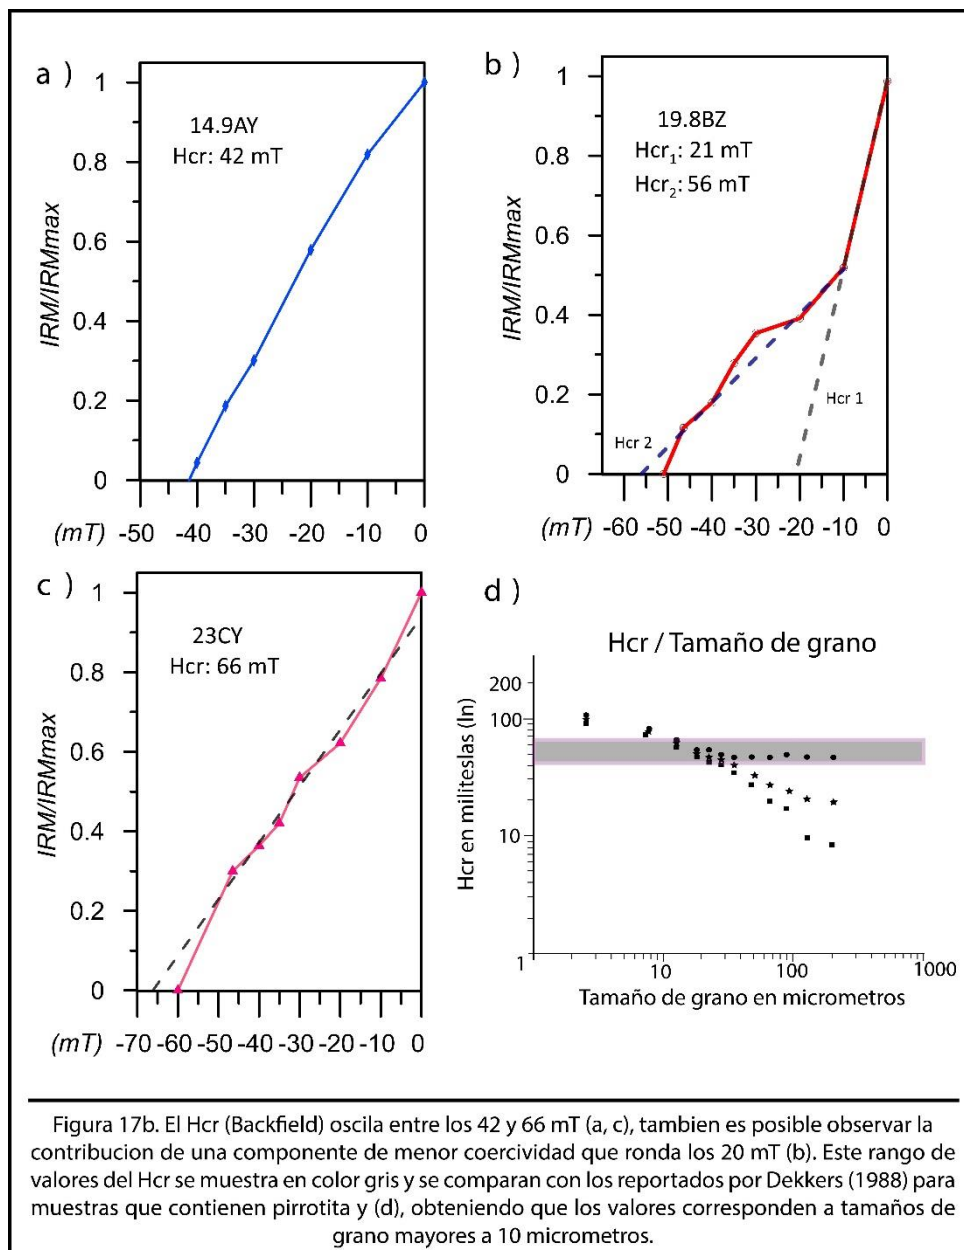 a )
14.9AY
Hcr: 42 mT
IRM/IRMmax
1
0.8
0.6
0.4
0.2
0
(mT) -50 -40 -30 -20 -10 0
b )
19.8BZ
Hcr1: 21 mT
Hcr2: 56 mT
IRM/IRMmax
1
0.8
0.6
0.4
0.2
0
Hcr 1
Hcr 2
(mT) -60 -50 -40 -30 -20 -10 0
c )
23CY
Hcr: 66 mT
IRM/IRMmax
1
0.8
0.6
0.4
0.2
0
(mT) -70 -60 -50 -40 -30 -20 -10 0
d )
Hcr / Tamaño de grano
Hcr en militeslas (ln)
200
100
10
1
1 10 100 1000
Tamaño de grano en micrometros
Figura 17b. El Hcr (Backfield) oscila entre los 42 y 66 mT (a, c), tambien es posible observar la
contribucion de una componente de menor coercividad que ronda los 20 mT (b). Este rango de
valores del Hcr se muestra en color gris y se comparan con los reportados por Dekkers (1988) para
muestras que contienen pirrotita y (d), obteniendo que los valores corresponden a tamaños de
grano mayores a 10 micrometros.